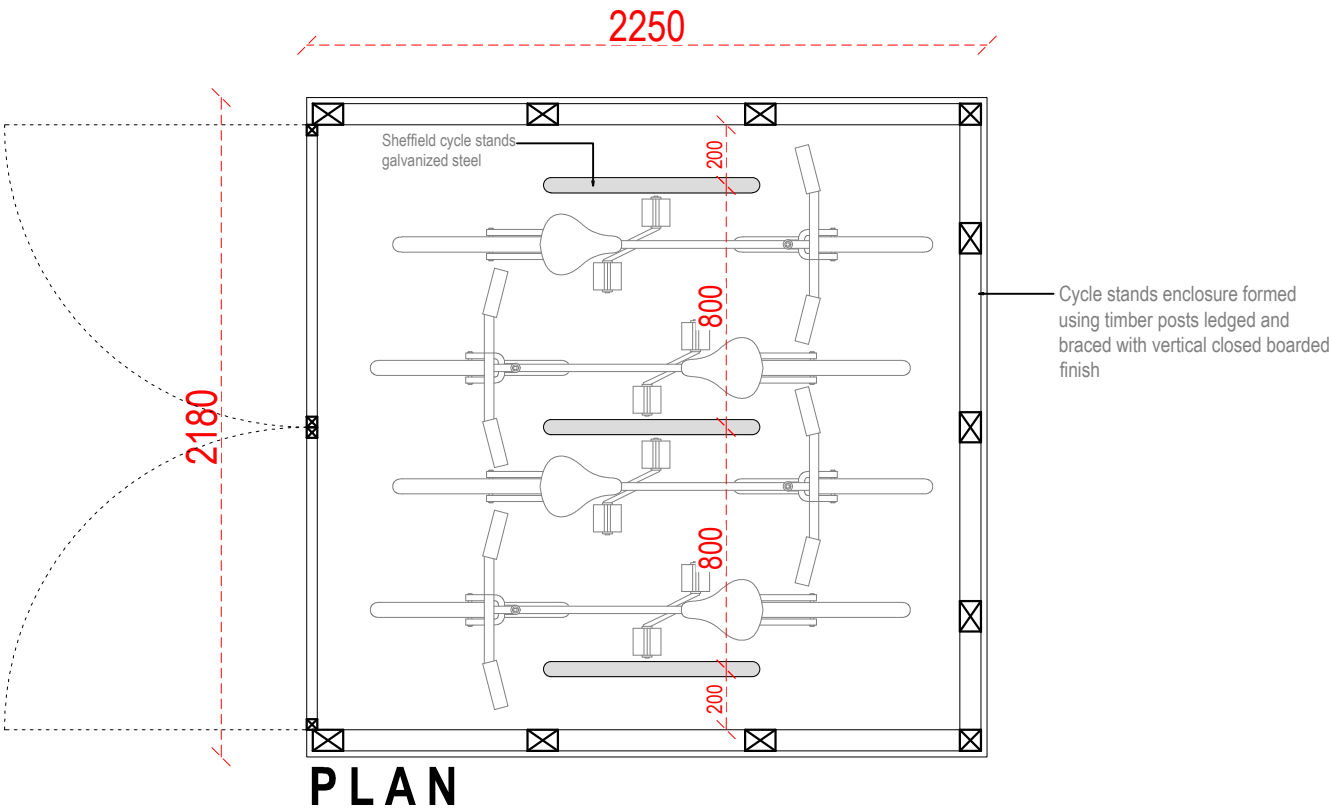 2250
Sheffield cycle stands
galvanized steel
200
800
Cycle stands enclosure formed
using timber posts ledged and
braced with vertical closed boarded
finish
2180
800
200
PLAN